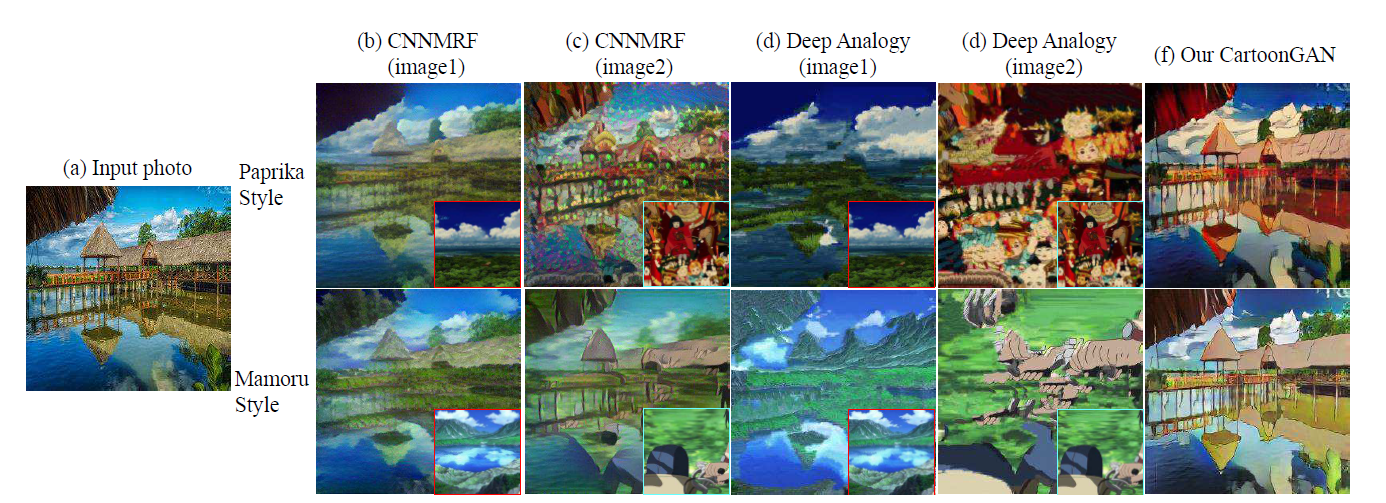 (b) CNNMRF
(image1)
(c) CNNMRF
(image2)
(d) Deep Analogy
(image1)
(d) Deep Analogy
(image2)
(f) Our CartoonGAN
(a) Input photo
Paprika
Style
Mamoru
Style